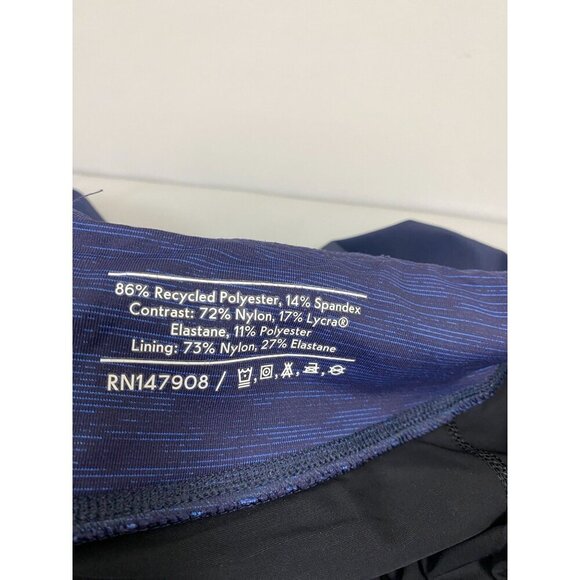 86% Recycled Polyester, 14% Spandex
Contrast: 72% Nylon, 17% Lycra®
Elastane, 11% Polyester
Lining: 73% Nylon, 27% Elastane
RN147908 /